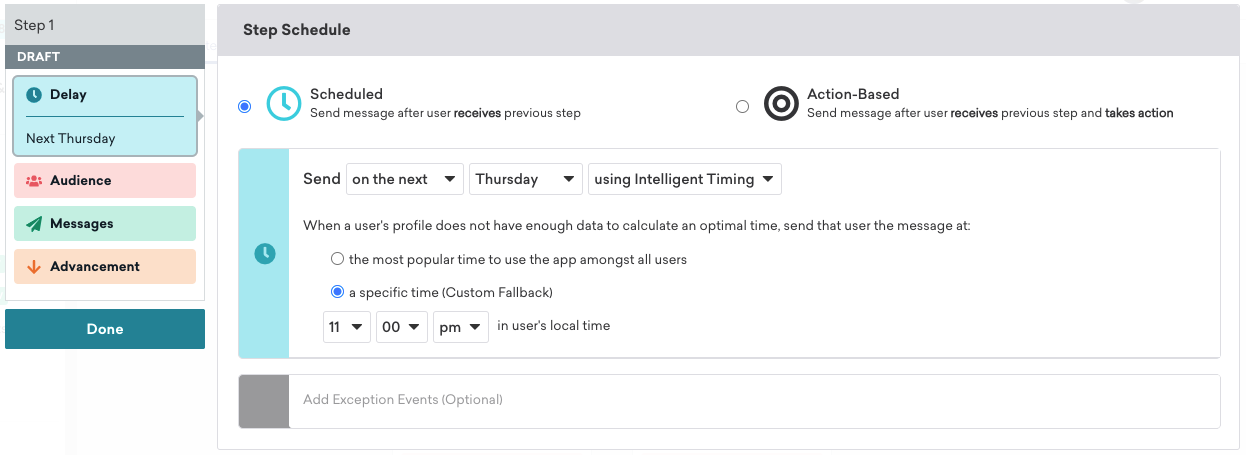 Step 1
DRAFT
Delay
Next Thursday
Audience
Messages
Advancement
Done
Step Schedule
Scheduled
Send message after user receives previous step
Action-Based
Send message after user receives previous step and takes action
Send on the next Thursday using Intelligent Timing
When a user's profile does not have enough data to calculate an optimal time, send that user the message at:
the most popular time to use the app amongst all users
a specific time (Custom Fallback)
11 00 pm in user's local time
Add Exception Events (Optional)